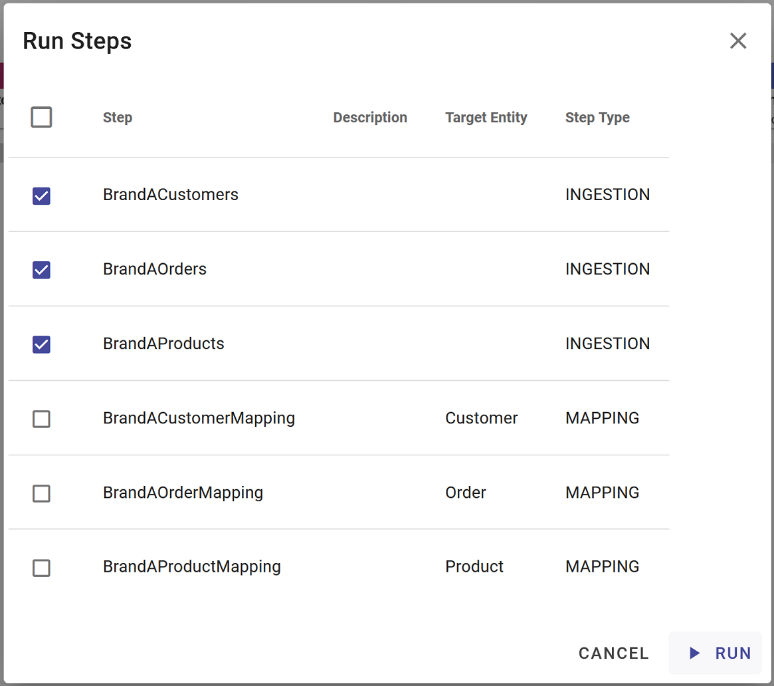 Run Steps
Step Description Target Entity Step Type
BrandACustomers INGESTION
BrandAOrders INGESTION
BrandAProducts INGESTION
BrandACustomerMapping Customer MAPPING
BrandAOrderMapping Order MAPPING
BrandAProductMapping Product MAPPING
CANCEL RUN